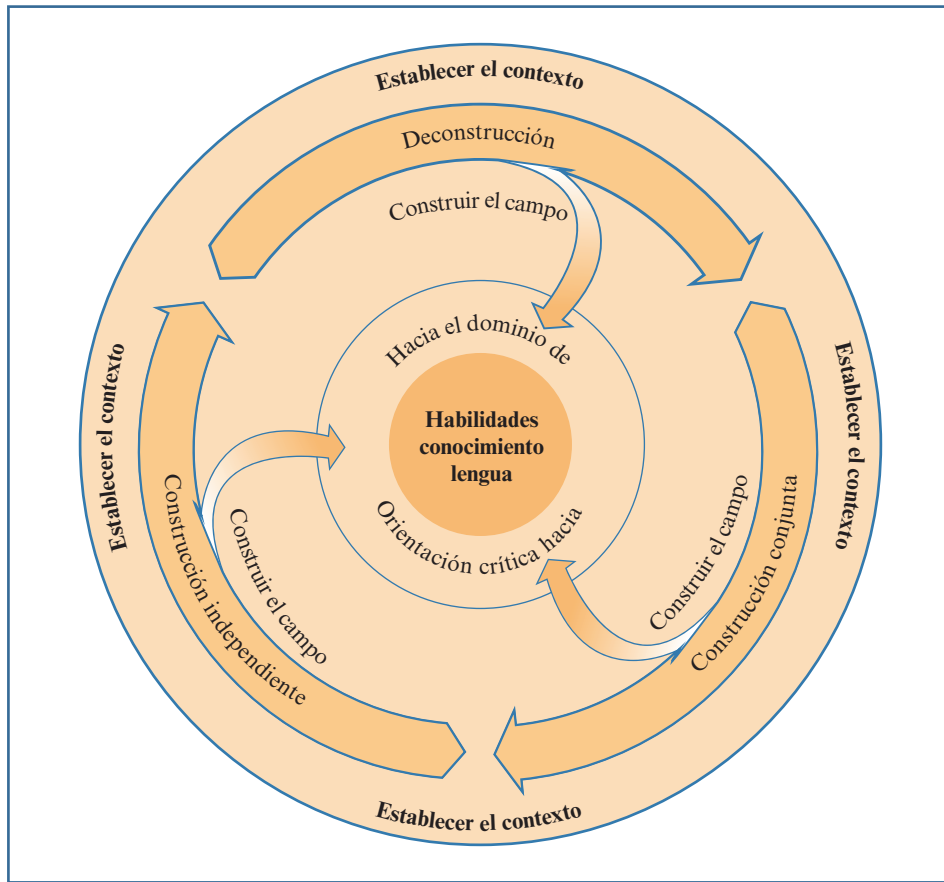 Establecer el contexto
Deconstrucción
Construir el campo
Hacia el dominio de
Habilidades
conocimiento
lengua
Orientación crítica hacia
Establecer el contexto
Construcción independiente
Construir el campo
Construir el campo
Construcción conjunta
Establecer el contexto
Establecer el contexto